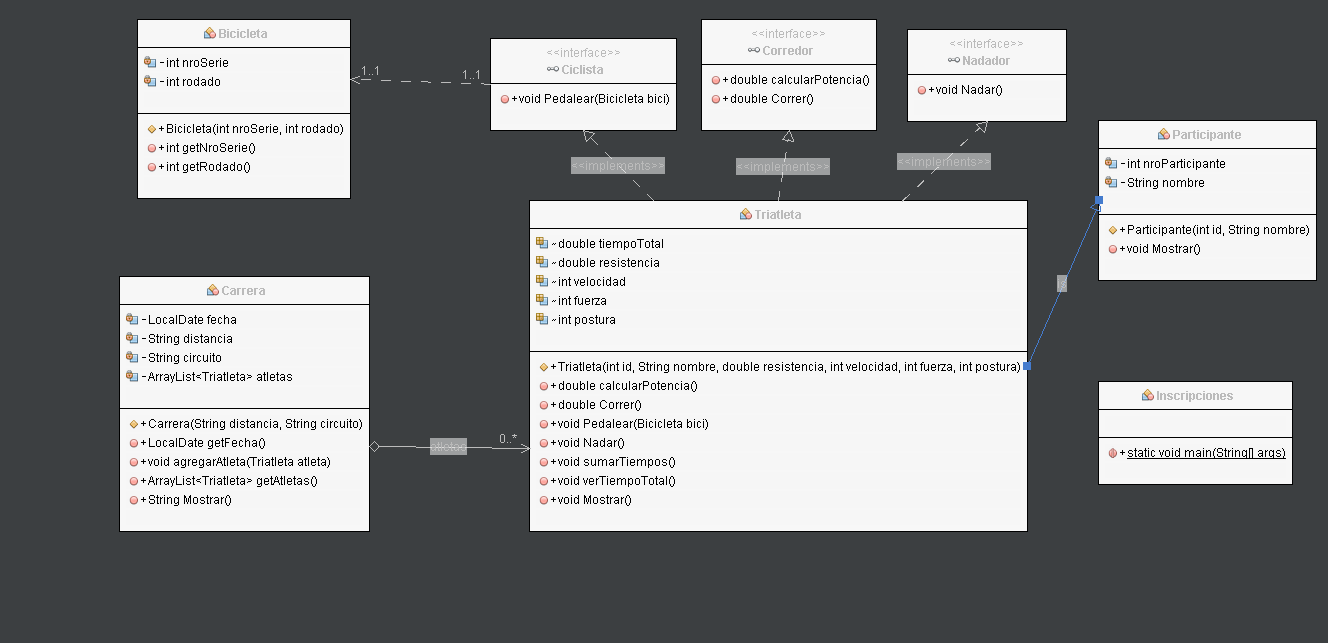 Bicicleta
-int nroSerie
-int rodado
+Bicicleta(int nroSerie, int rodado)
+int getNroSerie()
+int getRodado()
1..1
1..1
<<interface>>
Ciclista
+void Pedalear(Bicicleta bici)
<<interface>>
Corredor
+double calcularPotencia()
+double Correr()
<<interface>>
Nadador
+void Nadar()
<<implements>>
<<implements>>
<<implements>>
Participante
-int nroParticipante
-String nombre
+Participante(int id, String nombre)
+void Mostrar()
Triatleta
~double tiempoTotal
~double resistencia
~int velocidad
~int fuerza
~int postura
+Triatleta(int id, String nombre, double resistencia, int velocidad, int fuerza, int postura)
+double calcularPotencia()
+double Correr()
+void Pedalear(Bicicleta bici)
+void Nadar()
+void sumarTiempos()
+void verTiempoTotal()
+void Mostrar()
Carrera
-LocalDate fecha
-String distancia
-String circuito
-ArrayList<Triatleta> atletas
+Carrera(String distancia, String circuito)
+LocalDate getFecha()
+void agregarAtleta(Triatleta atleta)
+ArrayList<Triatleta> getAtletas()
+String Mostrar()
atletas
0..*
Inscripciones
+static void main(String[] args)